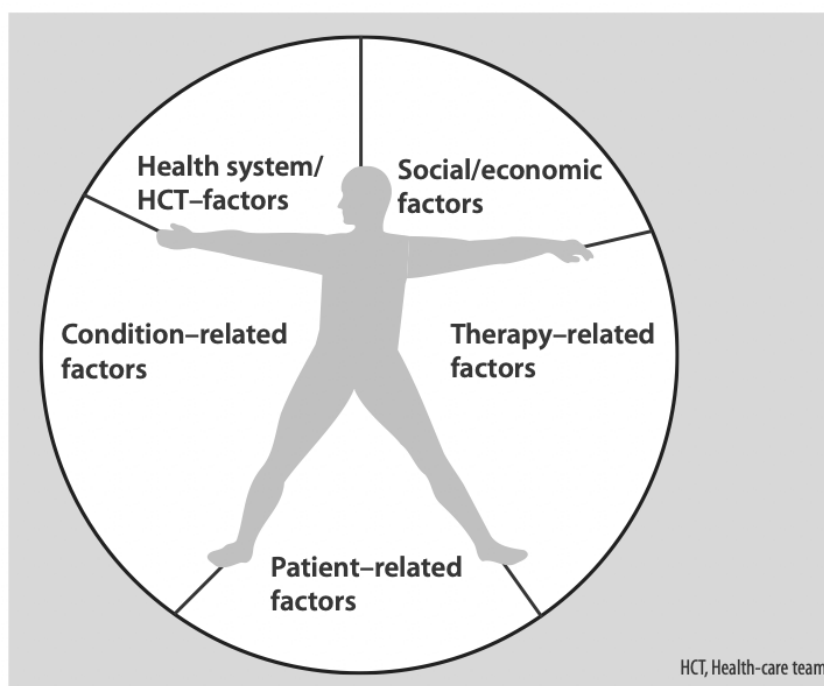 Health system/
HCT–factors
Social/economic
factors
Condition–related
factors
Therapy–related
factors
Patient–related
factors
HCT, Health-care team